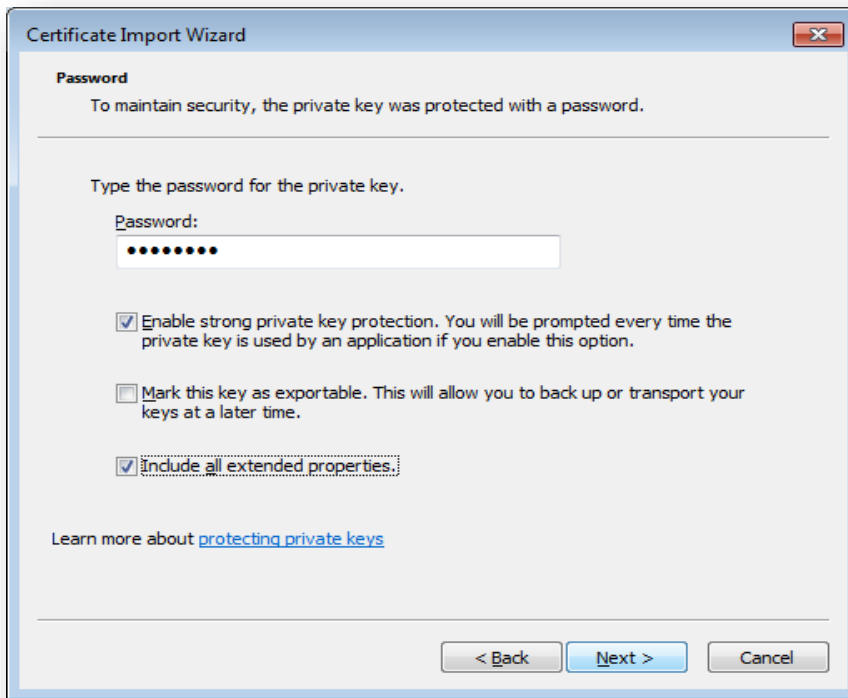 Certificate Import Wizard
Password
To maintain security, the private key was protected with a password.
Type the password for the private key.
Password:
••••••••
Enable strong private key protection. You will be prompted every time the
private key is used by an application if you enable this option.
Mark this key as exportable. This will allow you to back up or transport your
keys at a later time.
Include all extended properties.
Learn more about protecting private keys
< Back Next > Cancel